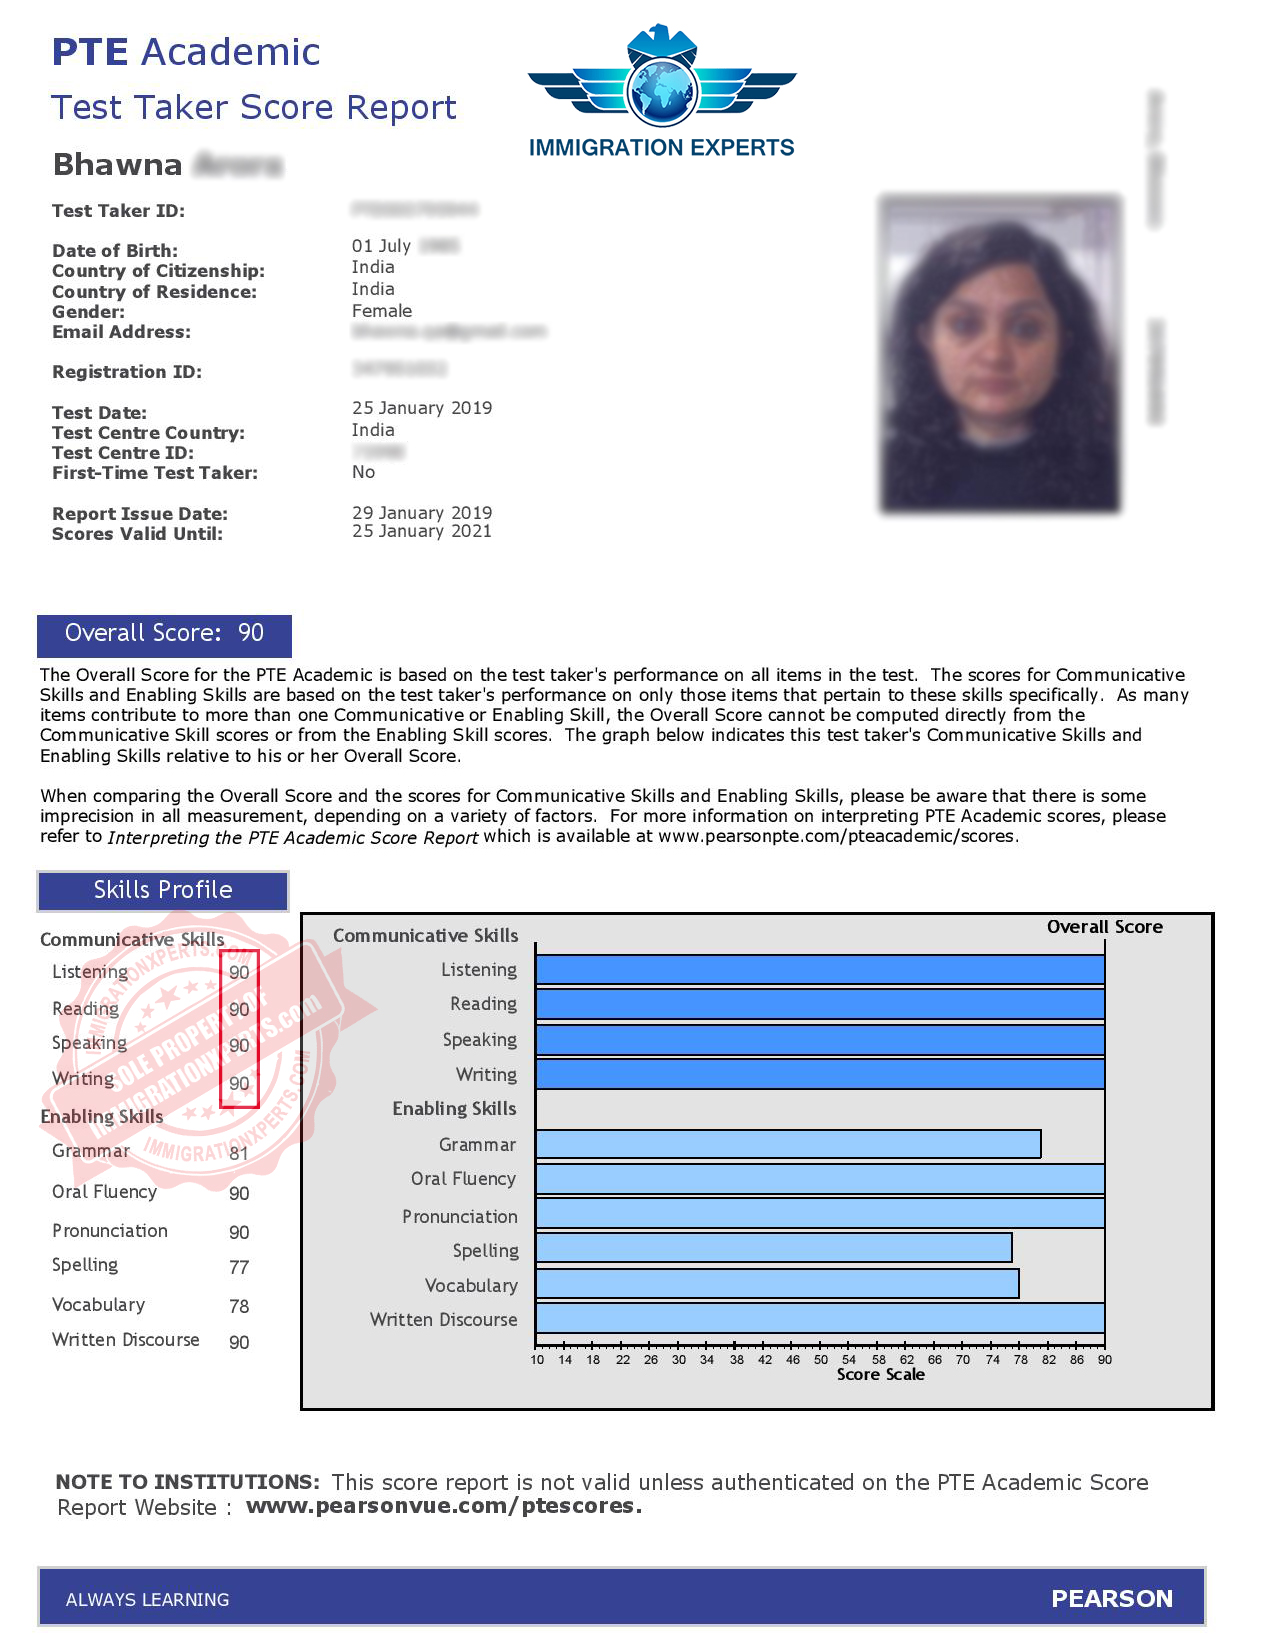 PTE Academic
Test Taker Score Report
IMMIGRATION EXPERTS
Bhawna
Test Taker ID:
Date of Birth: 01 July
Country of Citizenship: India
Country of Residence: India
Gender: Female
Email Address:
Registration ID:
Test Date: 25 January 2019
Test Centre Country: India
Test Centre ID:
First-Time Test Taker: No
Report Issue Date: 29 January 2019
Scores Valid Until: 25 January 2021
Overall Score: 90
The Overall Score for the PTE Academic is based on the test taker's performance on all items in the test. The scores for Communicative
Skills and Enabling Skills are based on the test taker's performance on only those items that pertain to these skills specifically. As many
items contribute to more than one Communicative or Enabling Skill, the Overall Score cannot be computed directly from the
Communicative Skill scores or from the Enabling Skill scores. The graph below indicates this test taker's Communicative Skills and
Enabling Skills relative to his or her Overall Score.
When comparing the Overall Score and the scores for Communicative Skills and Enabling Skills, please be aware that there is some
imprecision in all measurement, depending on a variety of factors. For more information on interpreting PTE Academic scores, please
refer to Interpreting the PTE Academic Score Report which is available at www.pearsonpte.com/pteacademic/scores.
Skills Profile
Communicative Skills
Listening 90
Reading 90
Speaking 90
Writing 90
Enabling Skills
Grammar 81
Oral Fluency 90
Pronunciation 90
Spelling 77
Vocabulary 78
Written Discourse 90
IMMIGRATIONXPERTS.COM
SOLE PROPERTY OF
IMMIGRATIONXPERTS.com
IMMIGRATIONXPERTS.COM
Overall Score
Communicative Skills
Listening
Reading
Speaking
Writing
Enabling Skills
Grammar
Oral Fluency
Pronunciation
Spelling
Vocabulary
Written Discourse
10 14 18 22 26 30 34 38 42 46 50 54 58 62 66 70 74 78 82 86 90
Score Scale
NOTE TO INSTITUTIONS: This score report is not valid unless authenticated on the PTE Academic Score
Report Website : www.pearsonvue.com/ptescores.
ALWAYS LEARNING
PEARSON